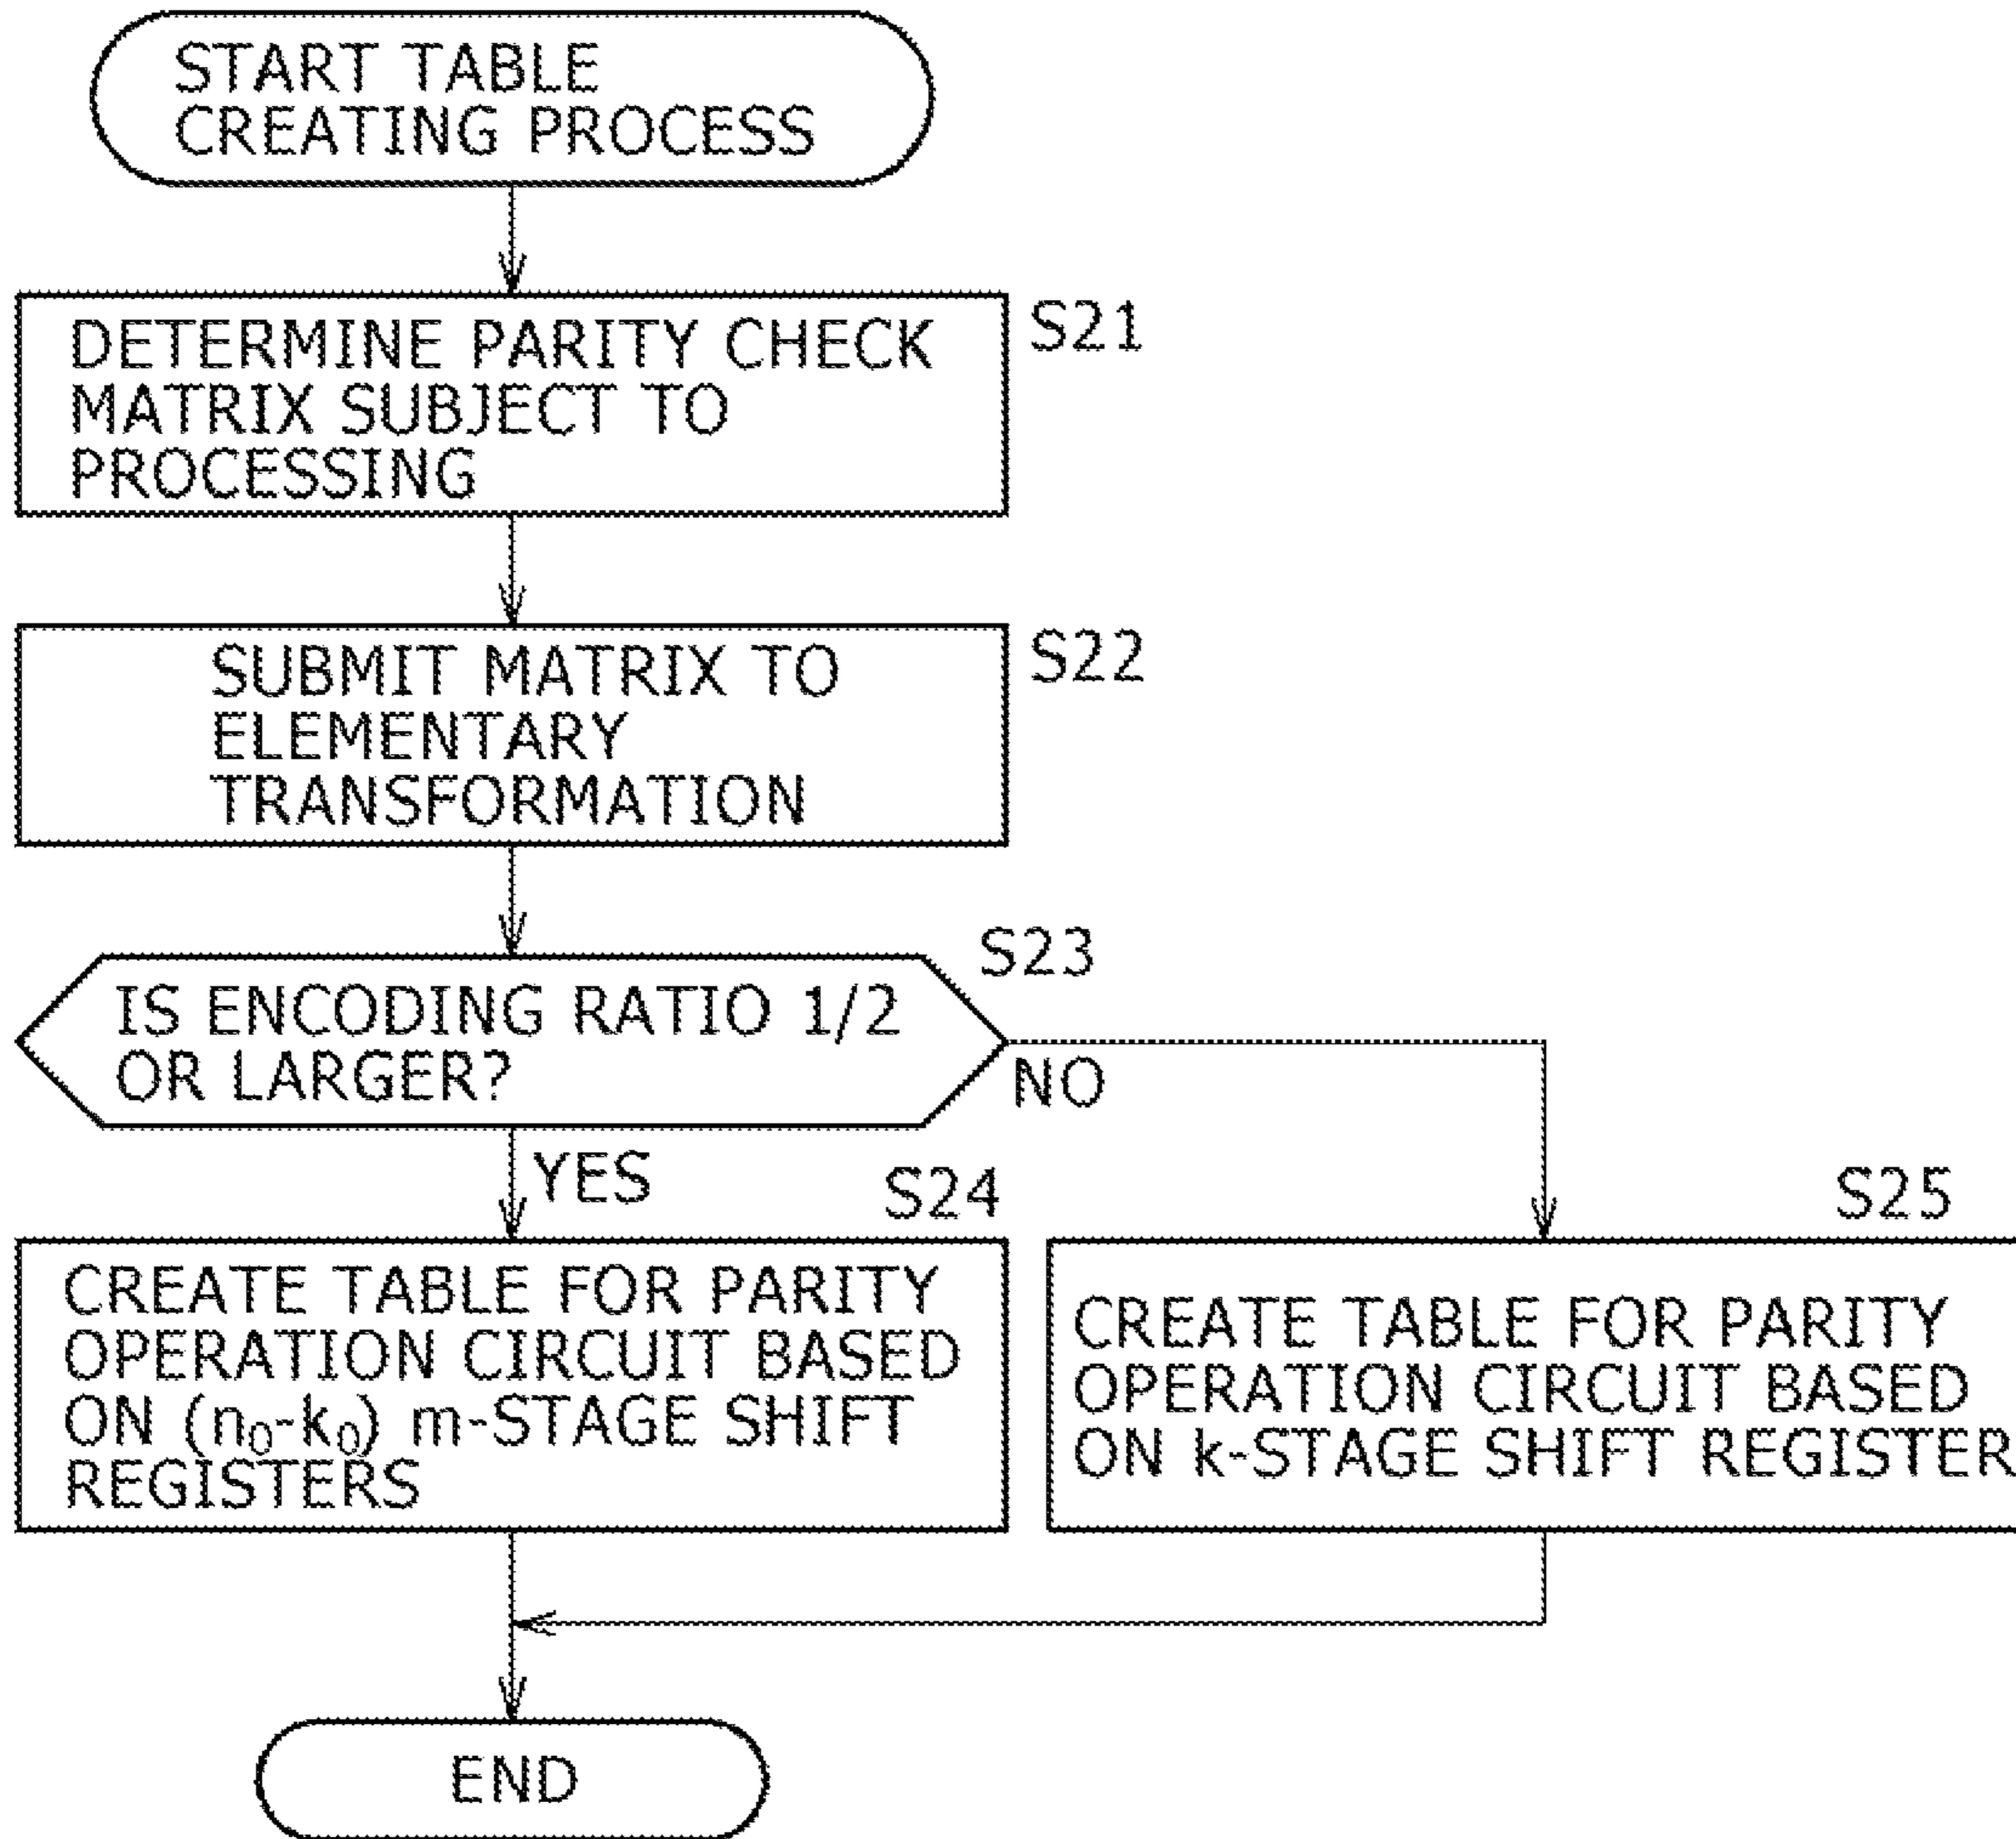 START TABLE
CREATING PROCESS
DETERMINE PARITY CHECK
MATRIX SUBJECT TO
PROCESSING
S21
SUBMIT MATRIX TO
ELEMENTARY
TRANSFORMATION
S22
S23
IS ENCODING RATIO 1/2
OR LARGER?
NO
YES
S24
CREATE TABLE FOR PARITY
OPERATION CIRCUIT BASED
ON (n₀-k₀) m-STAGE SHIFT
REGISTERS
S25
CREATE TABLE FOR PARITY
OPERATION CIRCUIT BASED
ON k-STAGE SHIFT REGISTER
END